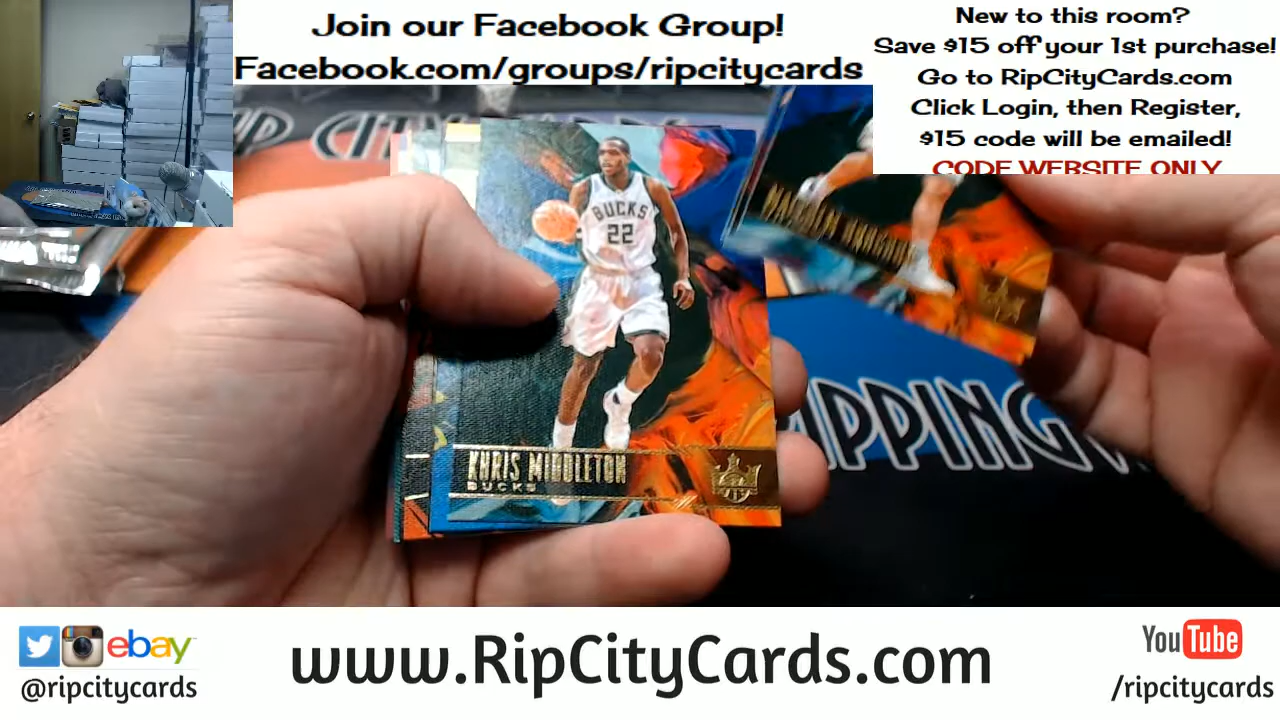 Join our Facebook Group!
Facebook.com/groups/ripcitycards
New to this room?
Save $15 off your 1st purchase!
Go to RipCityCards.com
Click Login, then Register,
$15 code will be emailed!
CODE WEBSITE ONLY
CITY
BUCKS
22
KHRIS MIDDLETON
BUCKS
RIPPING
ebay
@ripcitycards
www.RipCityCards.com
YouTube
/ripcitycards